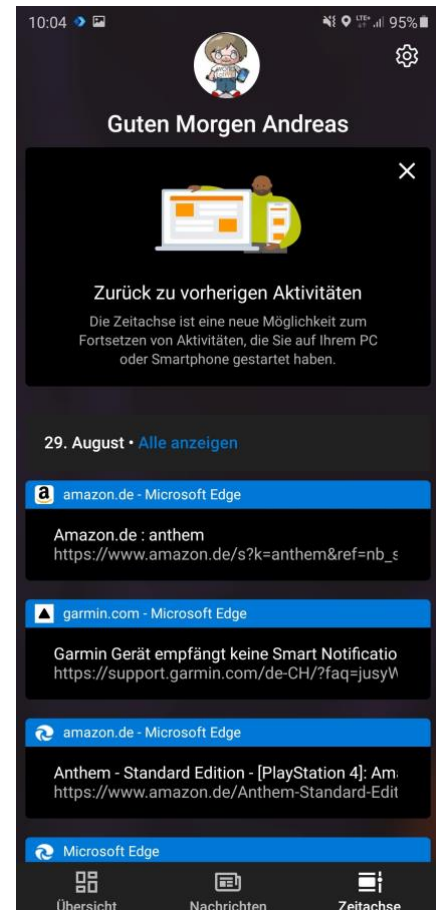 10:04 LTE+ 95%
Guten Morgen Andreas
Zurück zu vorherigen Aktivitäten
Die Zeitachse ist eine neue Möglichkeit zum
Fortsetzen von Aktivitäten, die Sie auf Ihrem PC
oder Smartphone gestartet haben.
29. August • Alle anzeigen
a amazon.de - Microsoft Edge
Amazon.de : anthem
https://www.amazon.de/s?k=anthem&ref=nb_s
garmin.com - Microsoft Edge
Garmin Gerät empfängt keine Smart Notificatio
https://support.garmin.com/de-CH/?faq=jusyW
amazon.de - Microsoft Edge
Anthem - Standard Edition - [PlayStation 4]: Am
https://www.amazon.de/Anthem-Standard-Edit
Microsoft Edge
Übersicht Nachrichten Zeitachse